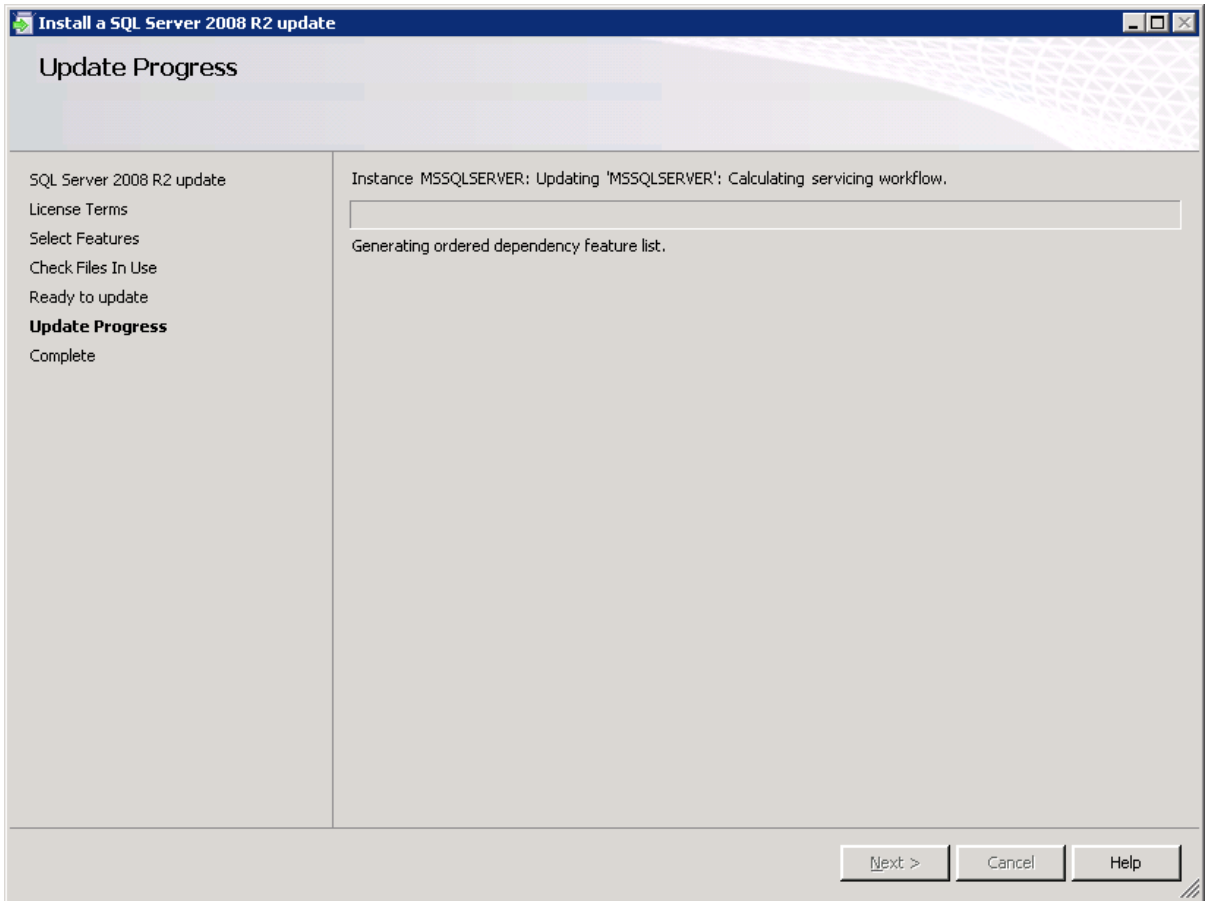 Install a SQL Server 2008 R2 update
Update Progress
SQL Server 2008 R2 update
License Terms
Select Features
Check Files In Use
Ready to update
Update Progress
Complete
Instance MSSQLSERVER: Updating 'MSSQLSERVER': Calculating servicing workflow.
Generating ordered dependency feature list.
Next >
Cancel
Help